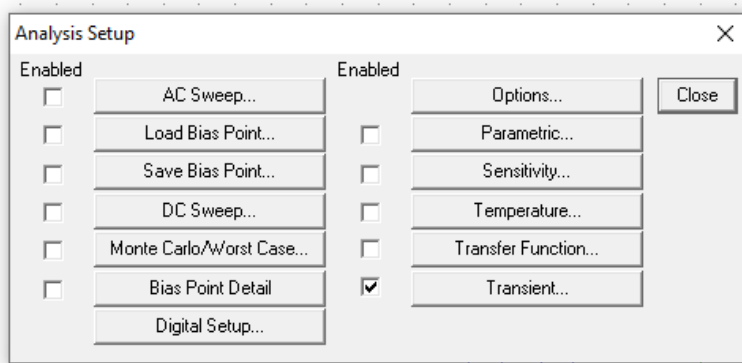 Analysis Setup
Enabled
Enabled
AC Sweep...
Options...
Close
Load Bias Point...
Parametric...
Save Bias Point...
Sensitivity...
DC Sweep...
Temperature...
Monte Carlo/Worst Case...
Transfer Function...
Bias Point Detail
Transient...
Digital Setup...